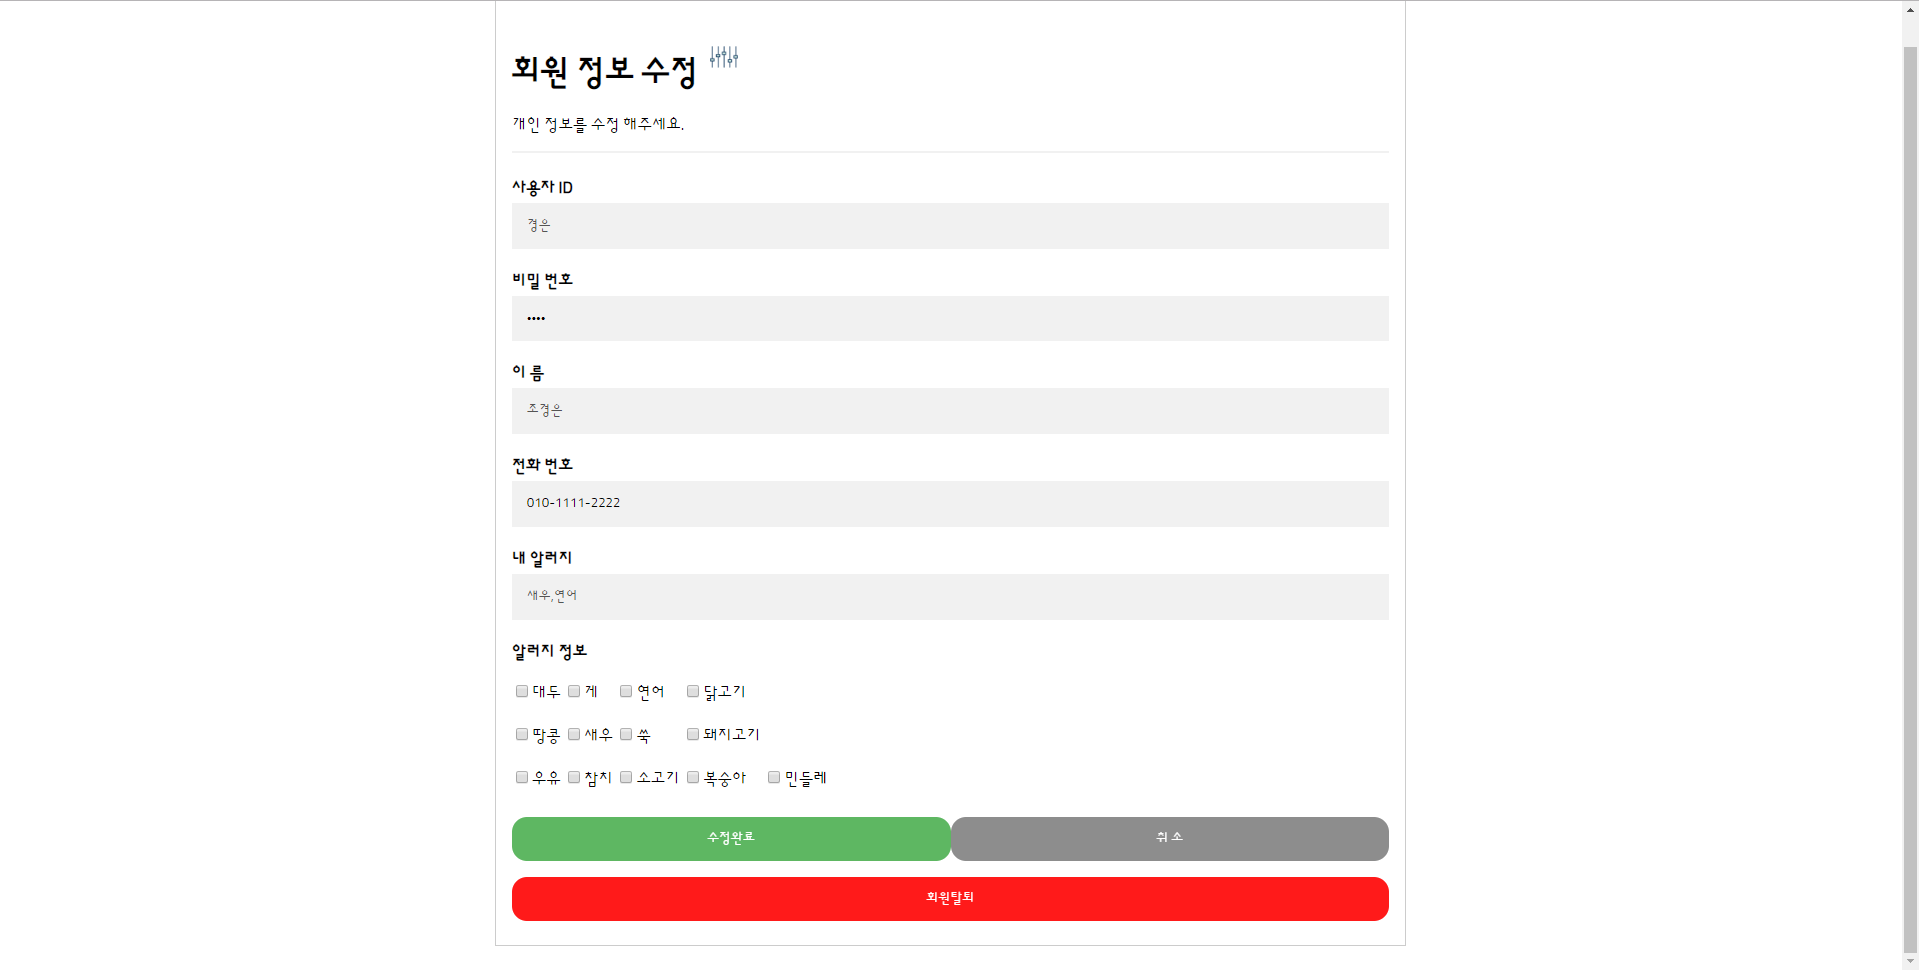 회원 정보 수정
개인 정보를 수정 해주세요.
사용자 ID
경은
비밀 번호
••••
이 름
조경은
전화 번호
010-1111-2222
내 알러지
새우,연어
알러지 정보
대두 게 연어 닭고기
땅콩 새우 쑥 돼지고기
우유 참치 소고기 복숭아 민들레
수정완료 취 소
회원탈퇴